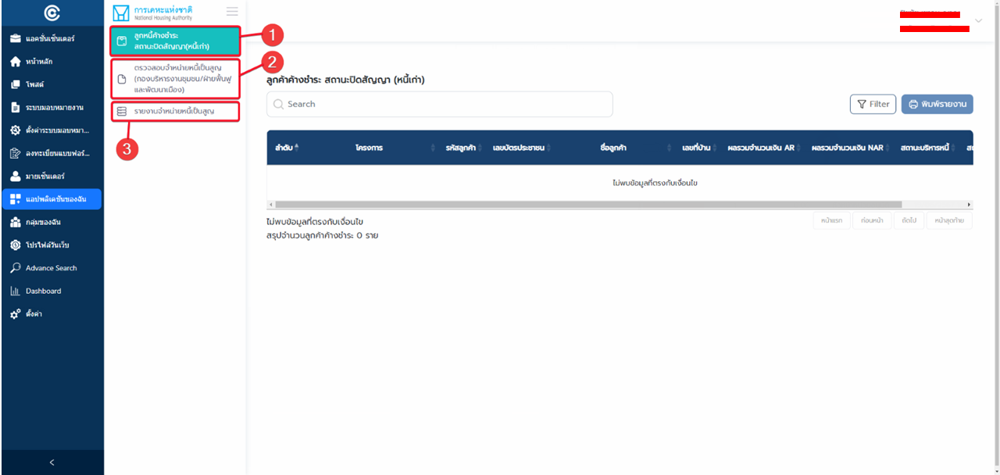 แอคชั่นเซ็นเตอร์
หน้าหลัก
โพสต์
ระบบมอบหมายงาน
ตั้งค่าระบบมอบหมา...
ลงทะเบียนแบบฟอร์...
มายเซ็นเตอร์
แอปพลิเคชันของฉัน
กลุ่มของฉัน
โปรไฟล์วันเว็บ
Advance Search
Dashboard
ตั้งค่า
การเคหะแห่งชาติ
National Housing Authority
ลูกหนี้ค้างชำระ
สถานะปิดสัญญา(หนี้เก่า)
1
ตรวจสอบจำหน่ายหนี้เป็นสูญ
(กองบริหารงานชุมชน/ฝ่ายฟื้นฟู
และพัฒนาเมือง)
2
รายงานจำหน่ายหนี้เป็นสูญ
3
ลูกค้าค้างชำระ สถานะปิดสัญญา (หนี้เก่า)
Search
Filter
พิมพ์รายงาน
ลำดับ โครงการ รหัสลูกค้า เลขบัตรประชาชน ชื่อลูกค้า เลขที่บ้าน ผลรวมจำนวนเงิน AR ผลรวมจำนวนเงิน NAR สถานะบริหารหนี้
ไม่พบข้อมูลที่ตรงกับเงื่อนไข
ไม่พบข้อมูลที่ตรงกับเงื่อนไข
สรุปจำนวนลูกค้าค้างชำระ 0 ราย
หน้าแรก ก่อนหน้า ถัดไป หน้าสุดท้าย